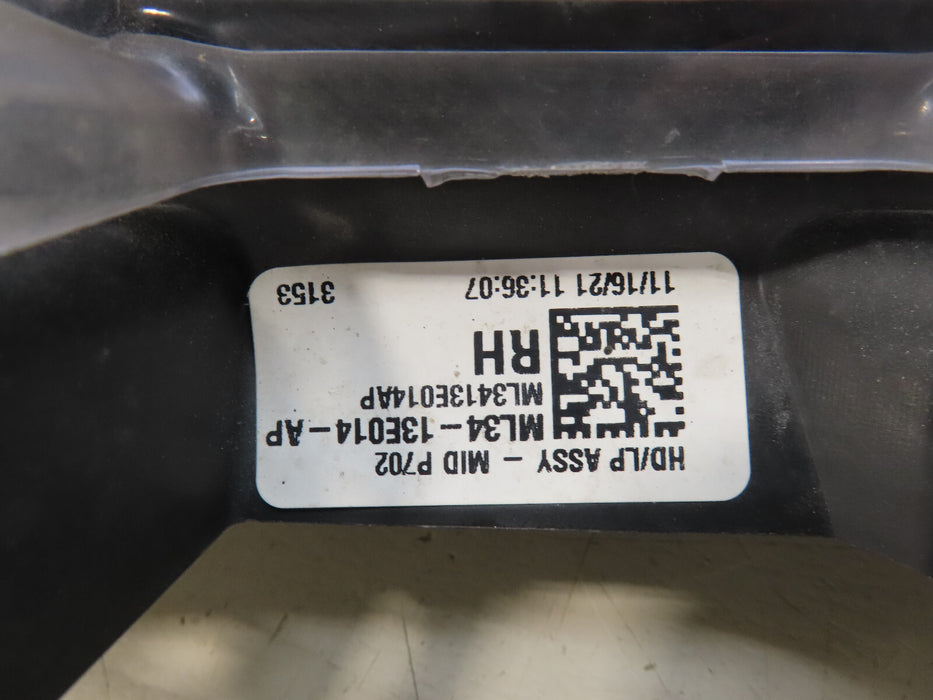 HD/LP ASSY - MID P702
ML34-13E014-AP
ML3413E014AP
RH
11/16/21 11:36:07 3153